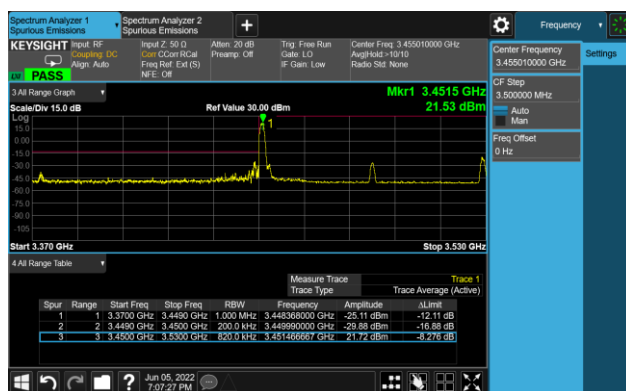 Spectrum Analyzer 1
Spurious Emissions
Spectrum Analyzer 2
Spurious Emissions
+
Frequency
KEYSIGHT
Input: RF
Coupling: DC
Align: Auto
Input Z: 50 Ω
Corr CCorr RCal
Freq Ref: Ext (S)
NFE: Off
Atten: 20 dB
Preamp: Off
Trig: Free Run
Gate: LO
IF Gain: Low
Center Freq: 3.455010000 GHz
Avg|Hold:>10/10
Radio Std: None
PASS
Center Frequency
3.455010000 GHz
Settings
CF Step
3.500000 MHz
Auto
Man
Freq Offset
0 Hz
3 All Range Graph
Mkr1 3.4515 GHz
Scale/Div 15.0 dB
Ref Value 30.00 dBm
21.53 dBm
Log
1
15.0
0.00
-15.0
-30.0
-45.0
-60.0
-75.0
-90.0
-105
Start 3.370 GHz
Stop 3.530 GHz
4 All Range Table
Measure Trace Trace 1
Trace Type Trace Average (Active)
Spur Range Start Freq Stop Freq RBW Frequency Amplitude ΔLimit
1 1 3.3700 GHz 3.4490 GHz 1.000 MHz 3.448368000 GHz -25.11 dBm -12.11 dB
2 2 3.4490 GHz 3.4500 GHz 200.0 kHz 3.449990000 GHz -29.88 dBm -16.88 dB
3 3 3.4500 GHz 3.5300 GHz 820.0 kHz 3.451466667 GHz 21.72 dBm -8.276 dB
?
Jun 05, 2022
7:07:27 PM